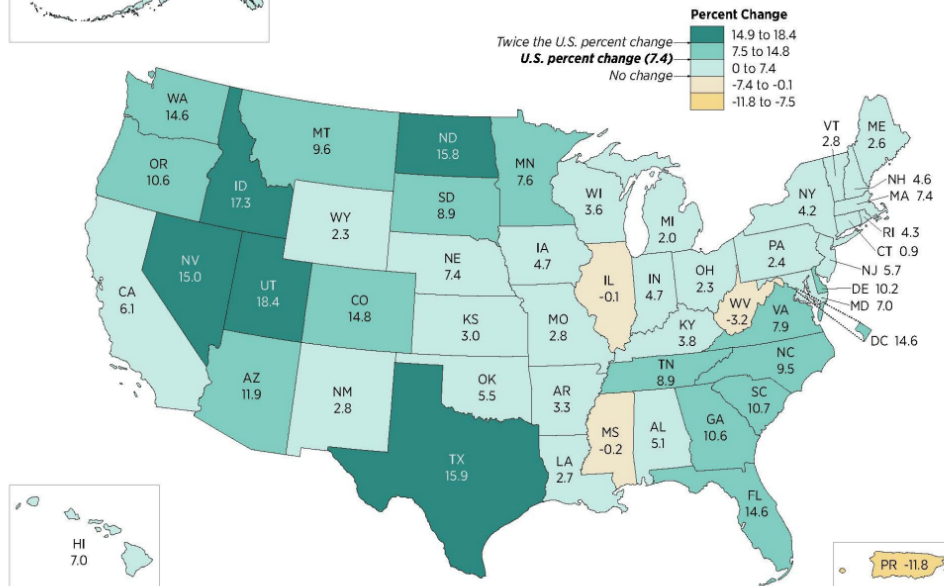 Percent Change
14.9 to 18.4
Twice the U.S. percent change
7.5 to 14.8
U.S. percent change (7.4)
0 to 7.4
No change
-7.4 to -0.1
-11.8 to -7.5
WA
14.6
OR
10.6
CA
6.1
ID
17.3
NV
15.0
MT
9.6
WY
2.3
UT
18.4
AZ
11.9
CO
14.8
NM
2.8
ND
15.8
SD
8.9
NE
7.4
KS
3.0
OK
5.5
TX
15.9
MN
7.6
IA
4.7
MO
2.8
AR
3.3
LA
2.7
WI
3.6
IL
-0.1
MS
-0.2
MI
2.0
IN
4.7
OH
2.3
KY
3.8
TN
8.9
AL
5.1
GA
10.6
FL
14.6
SC
10.7
NC
9.5
VA
7.9
WV
-3.2
PA
2.4
NY
4.2
VT
2.8
ME
2.6
NH 4.6
MA 7.4
RI 4.3
CT 0.9
NJ 5.7
DE 10.2
MD 7.0
DC 14.6
HI
7.0
PR -11.8